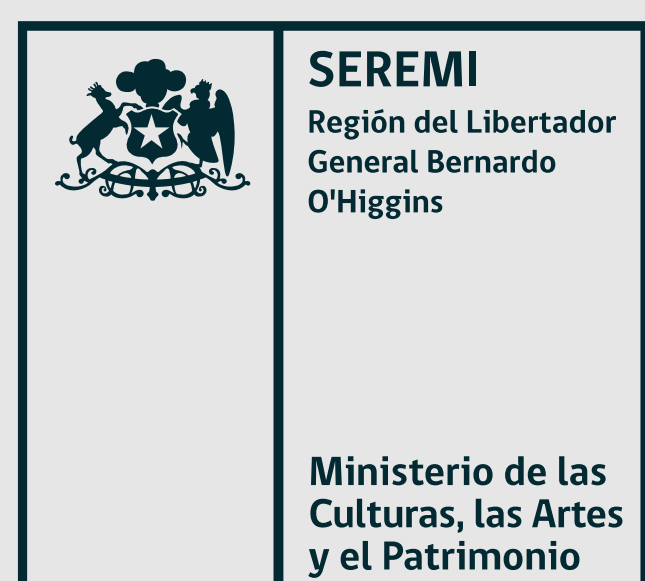 SEREMI
Región del Libertador
General Bernardo
O'Higgins
Ministerio de las
Culturas, las Artes
y el Patrimonio